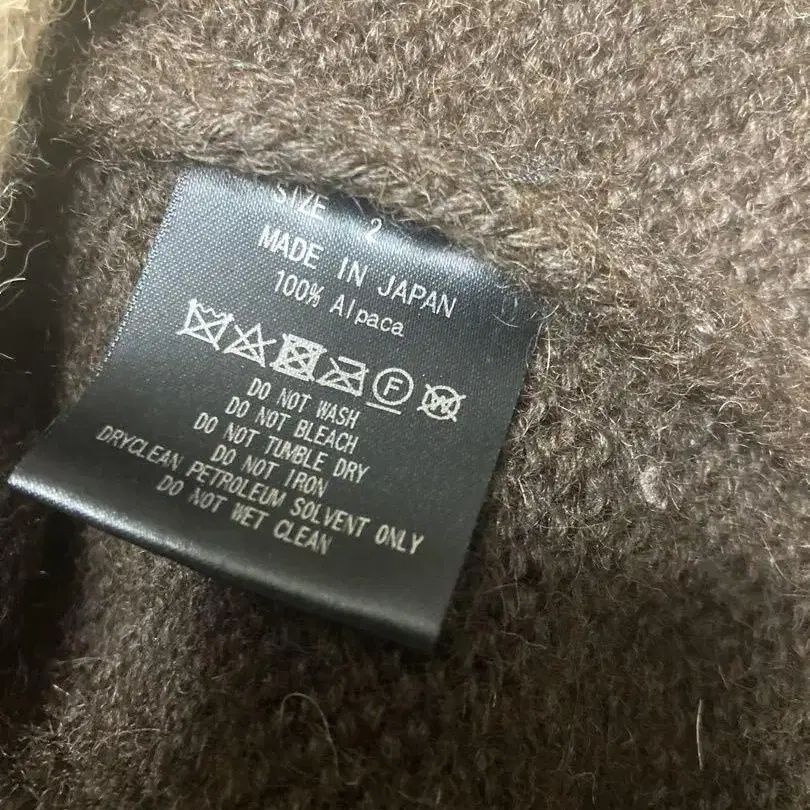 SIZE 2
MADE IN JAPAN
100% Alpaca
F W
DO NOT WASH
DO NOT BLEACH
DO NOT TUMBLE DRY
DO NOT IRON
DRYCLEAN PETROLEUM SOLVENT ONLY
DO NOT WET CLEAN